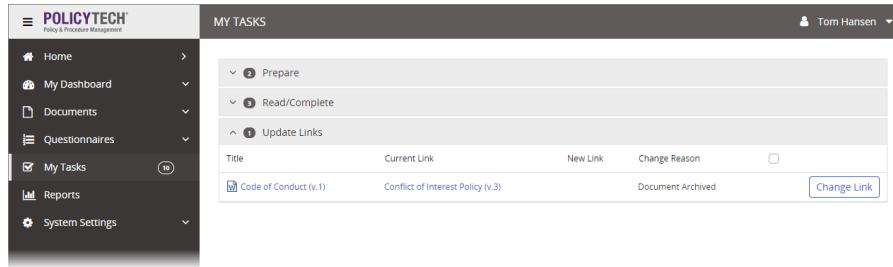 POLICYTECH
Policy & Procedure Management
MY TASKS
Tom Hansen
Home
My Dashboard
Documents
Questionnaires
My Tasks 10
Reports
System Settings
2 Prepare
3 Read/Complete
1 Update Links
Title Current Link New Link Change Reason
Code of Conduct (v.1) Conflict of Interest Policy (v.3) Document Archived Change Link